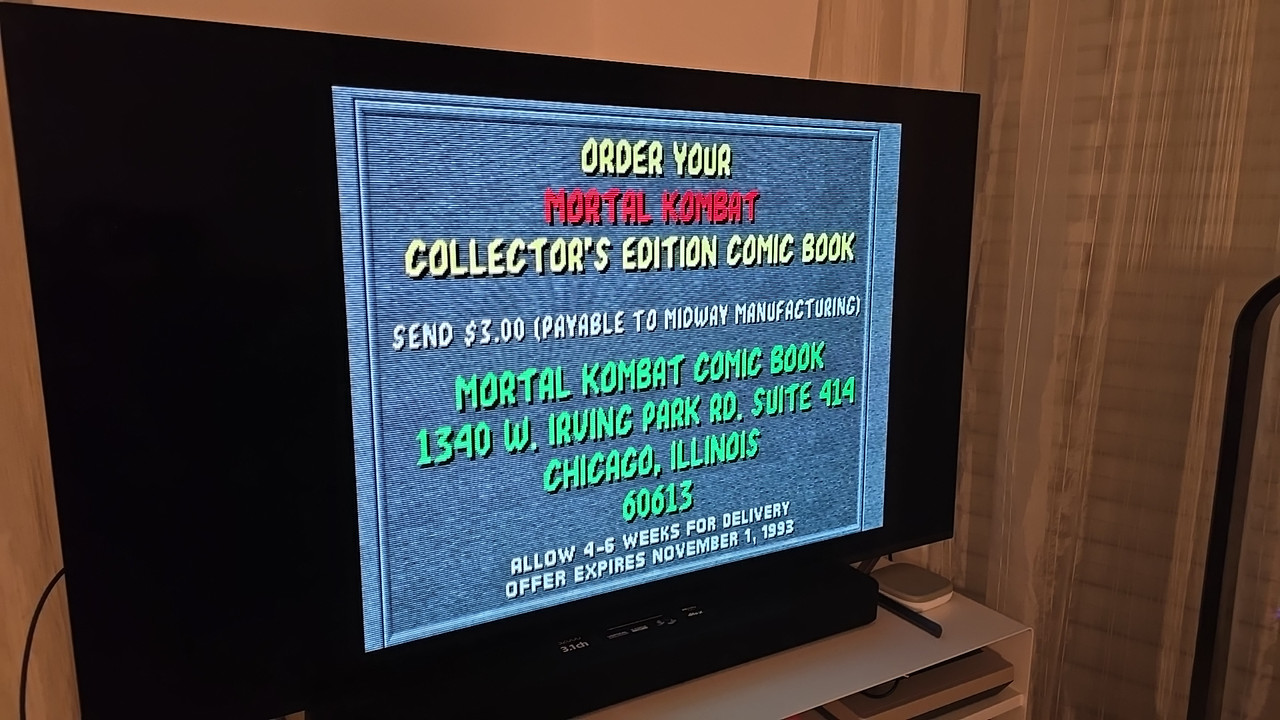 ORDER YOUR
MORTAL KOMBAT
COLLECTOR'S EDITION COMIC BOOK
SEND $3.00 (PAYABLE TO MIDWAY MANUFACTURING)
MORTAL KOMBAT COMIC BOOK
1340 W. IRVING PARK RD. SUITE 414
CHICAGO, ILLINOIS
60613
ALLOW 4-6 WEEKS FOR DELIVERY
OFFER EXPIRES NOVEMBER 1, 1993
3.1ch